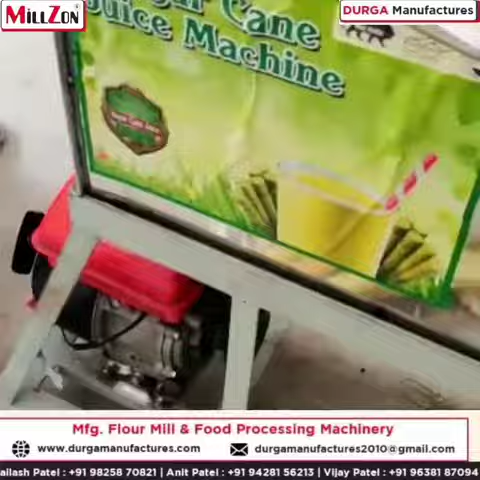 MILLZON
DURGA Manufactures
Cane
Juice Machine
Mfg. Flour Mill & Food Processing Machinery
www.durgamanufactures.com
durgamanufactures2010@gmail.com
ailash Patel : +91 98258 70821 | Anit Patel : +91 94281 56213 | Vijay Patel : +91 96381 87094